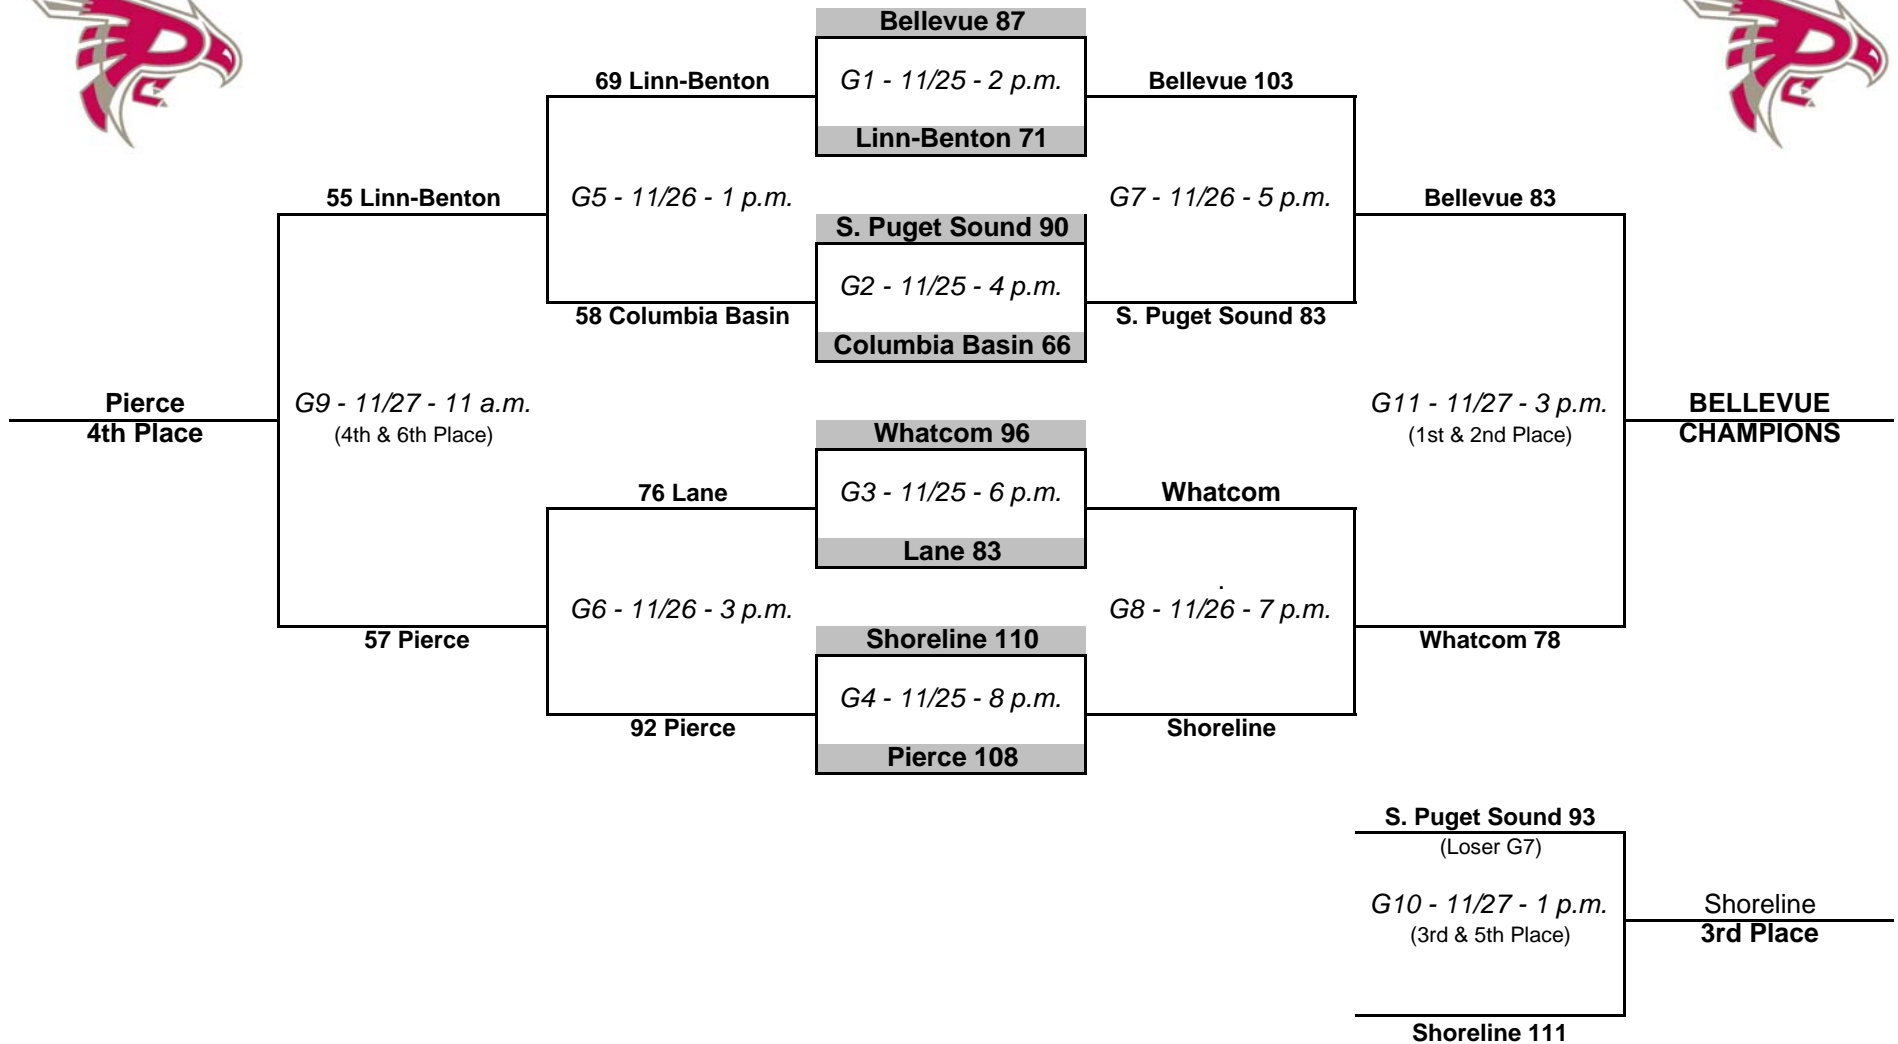 Bellevue 87
69 Linn-Benton
G1 - 11/25 - 2 p.m.
Bellevue 103
Linn-Benton 71
55 Linn-Benton
G5 - 11/26 - 1 p.m.
G7 - 11/26 - 5 p.m.
Bellevue 83
S. Puget Sound 90
G2 - 11/25 - 4 p.m.
58 Columbia Basin
S. Puget Sound 83
Columbia Basin 66
Pierce
4th Place
G9 - 11/27 - 11 a.m.
(4th & 6th Place)
G11 - 11/27 - 3 p.m.
(1st & 2nd Place)
BELLEVUE
CHAMPIONS
Whatcom 96
76 Lane
G3 - 11/25 - 6 p.m.
Whatcom
Lane 83
.
G6 - 11/26 - 3 p.m.
G8 - 11/26 - 7 p.m.
57 Pierce
Shoreline 110
Whatcom 78
G4 - 11/25 - 8 p.m.
92 Pierce
Shoreline
Pierce 108
S. Puget Sound 93
(Loser G7)
G10 - 11/27 - 1 p.m.
(3rd & 5th Place)
Shoreline
3rd Place
Shoreline 111